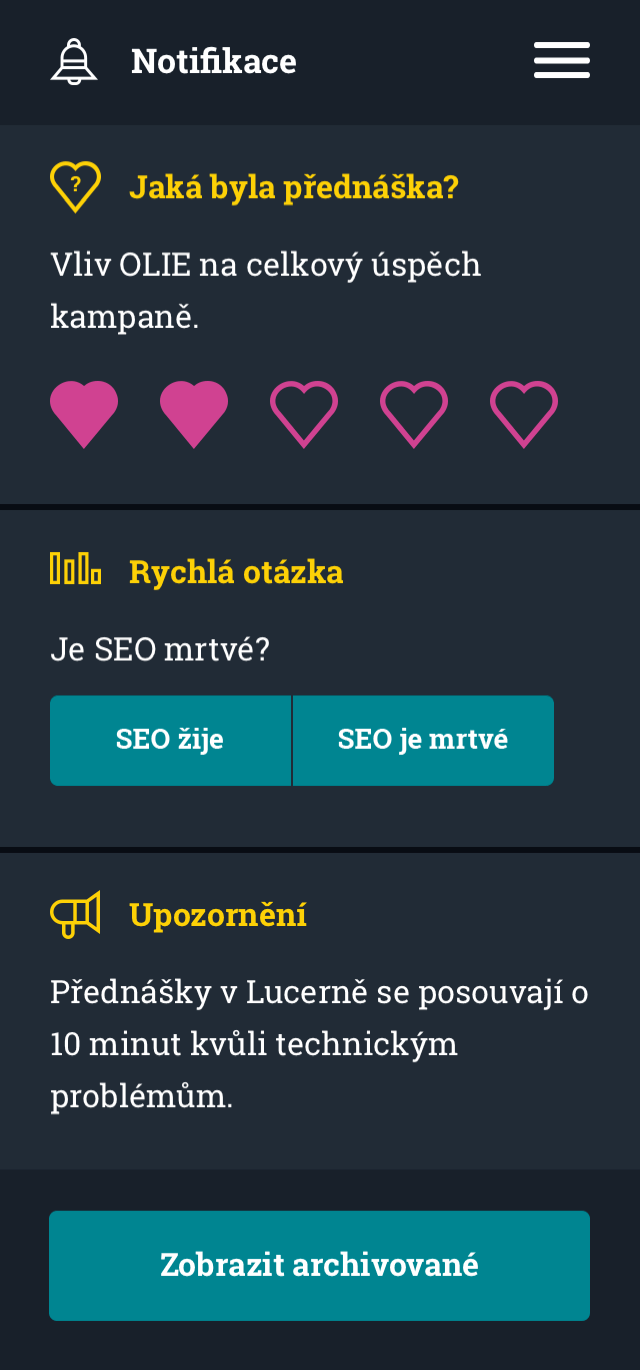 Notifikace
?
Jaká byla přednáška?
Vliv OLIE na celkový úspěch
kampaně.
Rychlá otázka
Je SEO mrtvé?
SEO žije
SEO je mrtvé
Upozornění
Přednášky v Lucerně se posouvají o
10 minut kvůli technickým
problémům.
Zobrazit archivované